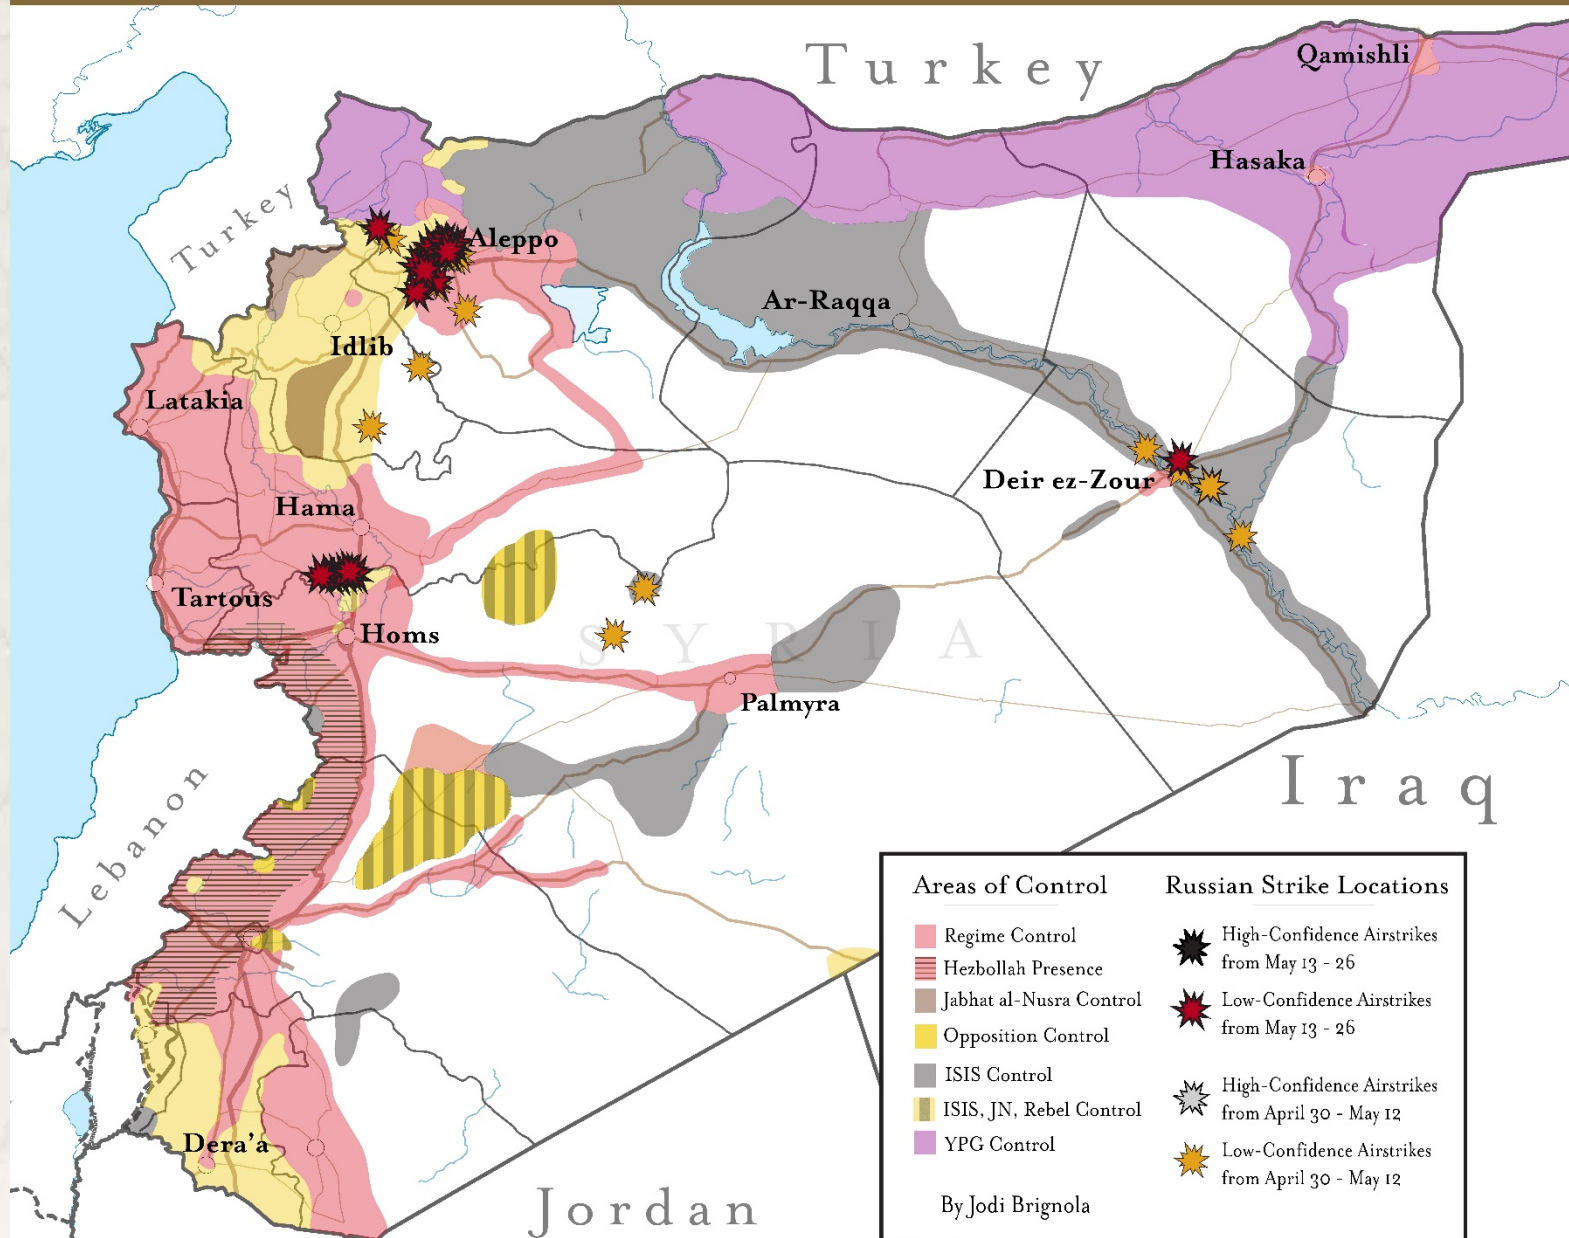 Turkey
Qamishli
Hasaka
Turkey
Aleppo
Ar-Raqqa
Idlib
Latakia
Deir ez-Zour
Hama
Tartous
Homs
SYRIA
Palmyra
Iraq
Lebanon
Dera'a
Jordan
Areas of Control
Regime Control
Hezbollah Presence
Jabhat al-Nusra Control
Opposition Control
ISIS Control
ISIS, JN, Rebel Control
YPG Control
By Jodi Brignola
Russian Strike Locations
High-Confidence Airstrikes
from May 13 - 26
Low-Confidence Airstrikes
from May 13 - 26
High-Confidence Airstrikes
from April 30 - May 12
Low-Confidence Airstrikes
from April 30 - May 12